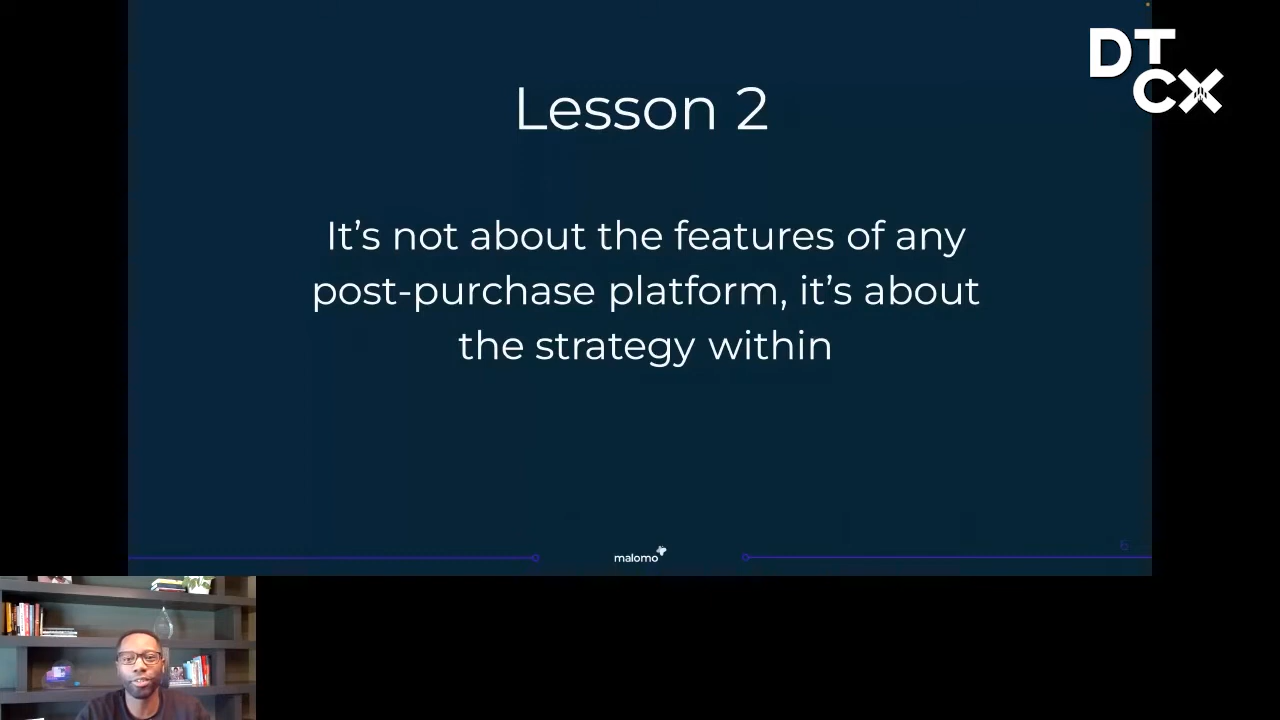 DT
CX
Lesson 2
It's not about the features of any
post-purchase platform, it's about
the strategy within
malomo
6